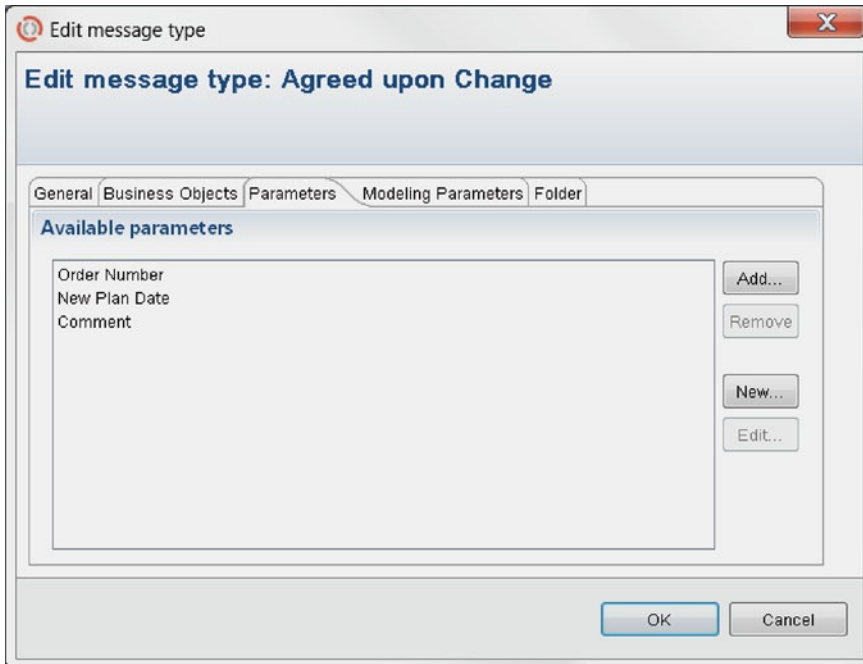 Edit message type
X
Edit message type: Agreed upon Change
General Business Objects Parameters Modeling Parameters Folder
Available parameters
Order Number
New Plan Date
Comment
Add...
Remove
New...
Edit...
OK Cancel